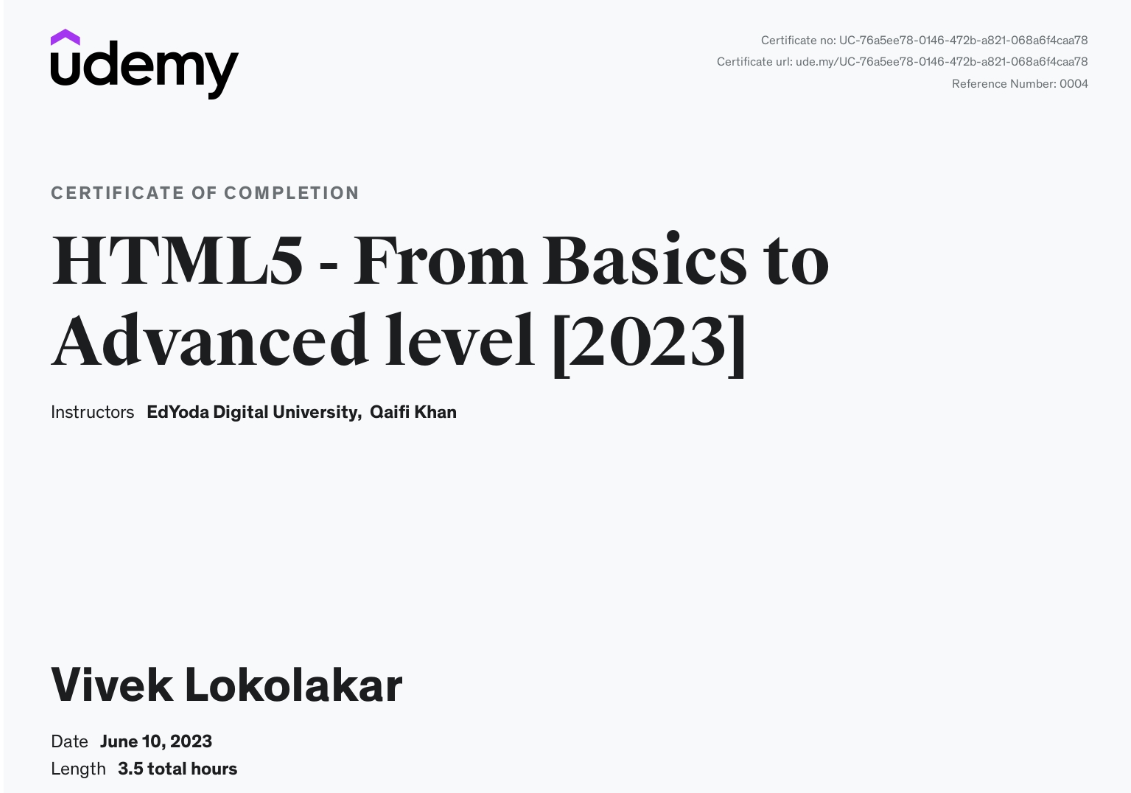 ûdemy
Certificate no: UC-76a5ee78-0146-472b-a821-068a6f4caa78
Certificate url: ude.my/UC-76a5ee78-0146-472b-a821-068a6f4caa78
Reference Number: 0004
CERTIFICATE OF COMPLETION
HTML5 - From Basics to
Advanced level [2023]
Instructors EdYoda Digital University, Qaifi Khan
Vivek Lokolakar
Date June 10, 2023
Length 3.5 total hours